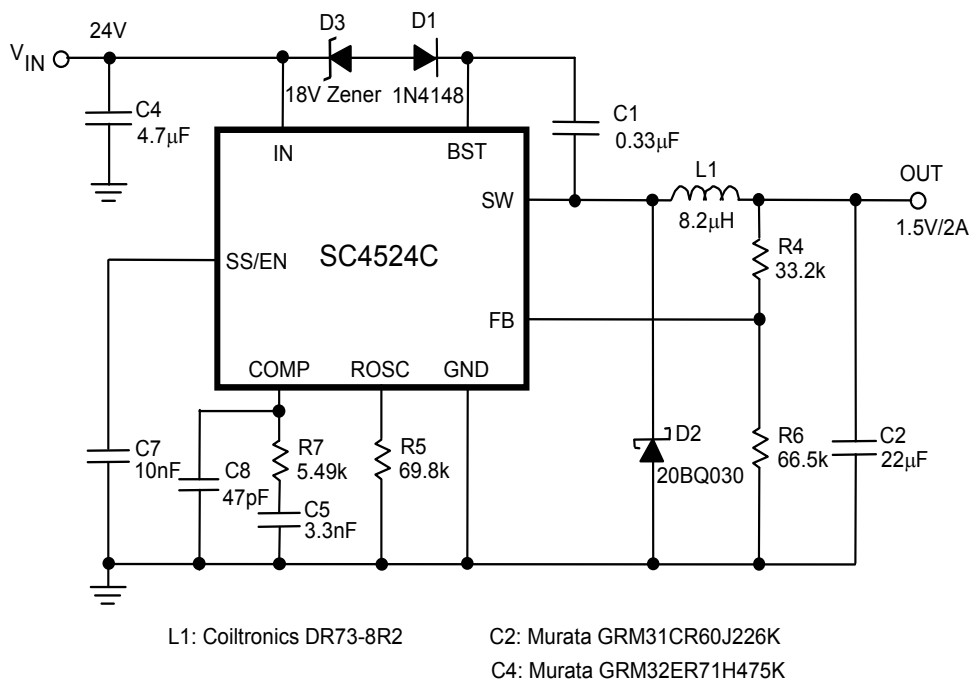 D3 D1
24V
V_IN
18V Zener 1N4148
C4
4.7μF
C1
0.33μF
IN BST
L1
OUT
SW
8.2μH
1.5V/2A
SC4524C
SS/EN
R4
33.2k
FB
COMP ROSC GND
C7
10nF
C8
47pF
R7
5.49k
R5
69.8k
C5
3.3nF
D2
20BQ030
R6
66.5k
C2
22μF
L1: Coiltronics DR73-8R2 C2: Murata GRM31CR60J226K
C4: Murata GRM32ER71H475K